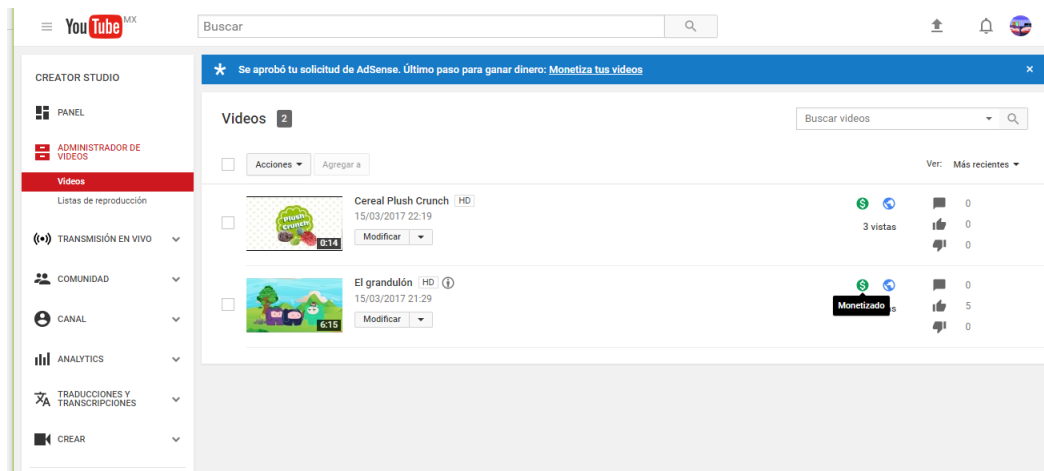 YouTube MX
Buscar
CREATOR STUDIO
PANEL
ADMINISTRADOR DE
VIDEOS
Videos
Listas de reproducción
TRANSMISIÓN EN VIVO
COMUNIDAD
CANAL
ANALYTICS
TRADUCCIONES Y
TRANSCRIPCIONES
CREAR
Se aprobó tu solicitud de AdSense. Último paso para ganar dinero: Monetiza tus videos ×
Videos 2
Buscar videos
Acciones Agregar a
Ver: Más recientes
Plush
Crunch
0:14
Cereal Plush Crunch HD
15/03/2017 22:19
Modificar
3 vistas
0
0
0
6:15
El grandulón HD
15/03/2017 21:29
Modificar
Monetizado
0
5
0